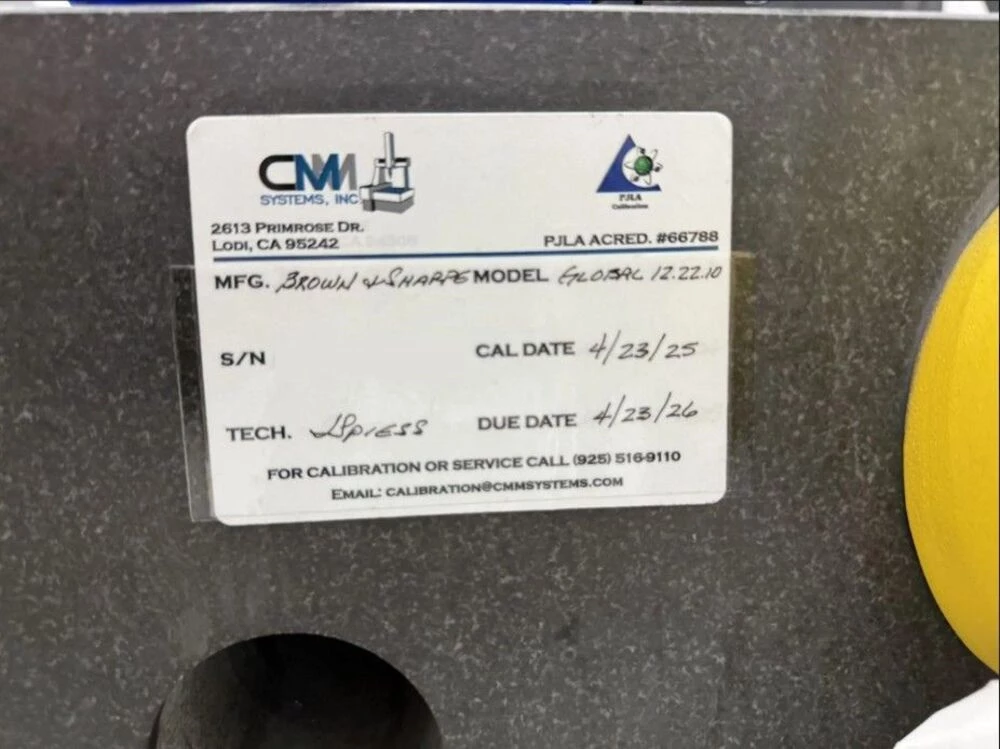 CMM
SYSTEMS, INC
PJLA
Calibration
2613 PRIMROSE DR.
LODI, CA 95242
PJLA ACRED. #66788
MFG. BROWN & SHARPE MODEL GLOBAL 12.22.10
S/N
CAL DATE 4/23/25
TECH.
DUE DATE 4/23/26
FOR CALIBRATION OR SERVICE CALL (925) 516-9110
EMAIL: CALIBRATION@CMMSYSTEMS.COM